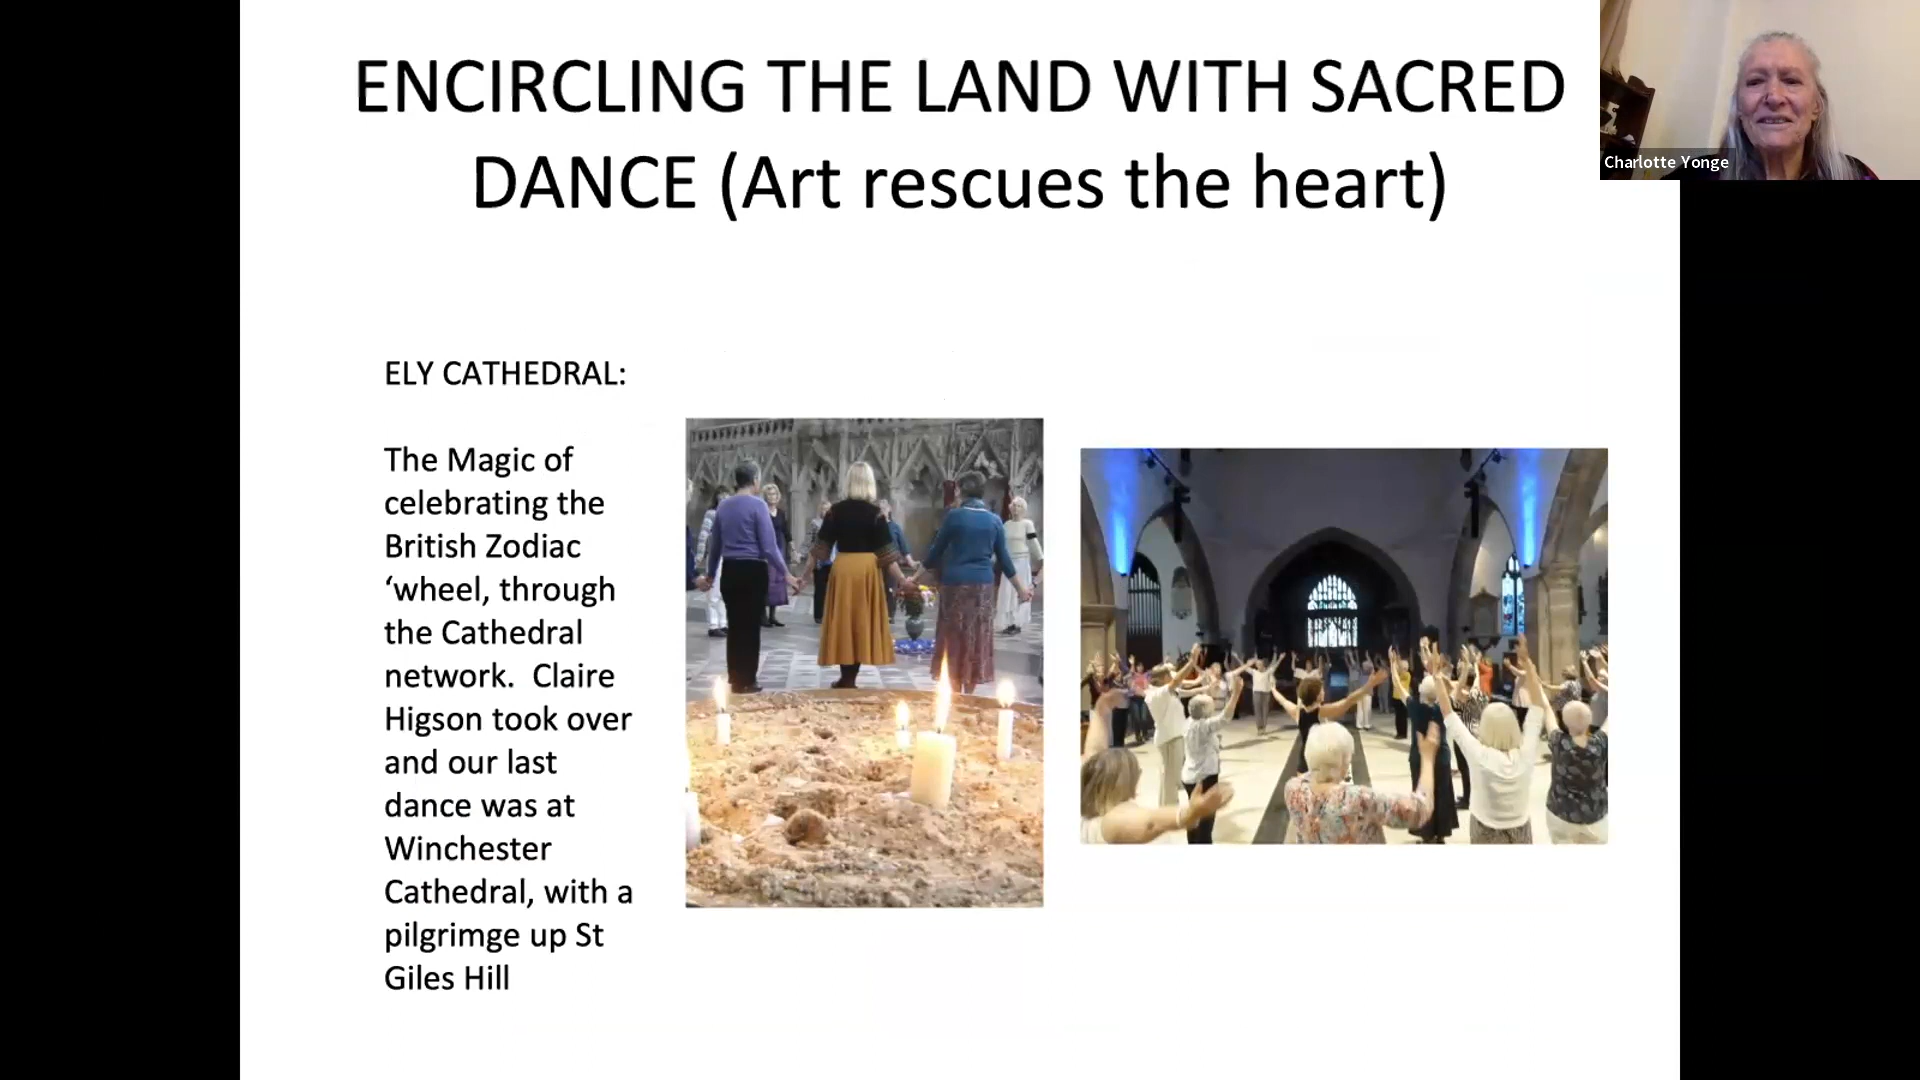 ENCIRCLING THE LAND WITH SACRED
DANCE (Art rescues the heart)
Charlotte Yonge
ELY CATHEDRAL:
The Magic of
celebrating the
British Zodiac
‘wheel, through
the Cathedral
network.  Claire
Higson took over
and our last
dance was at
Winchester
Cathedral, with a
pilgrimge up St
Giles Hill